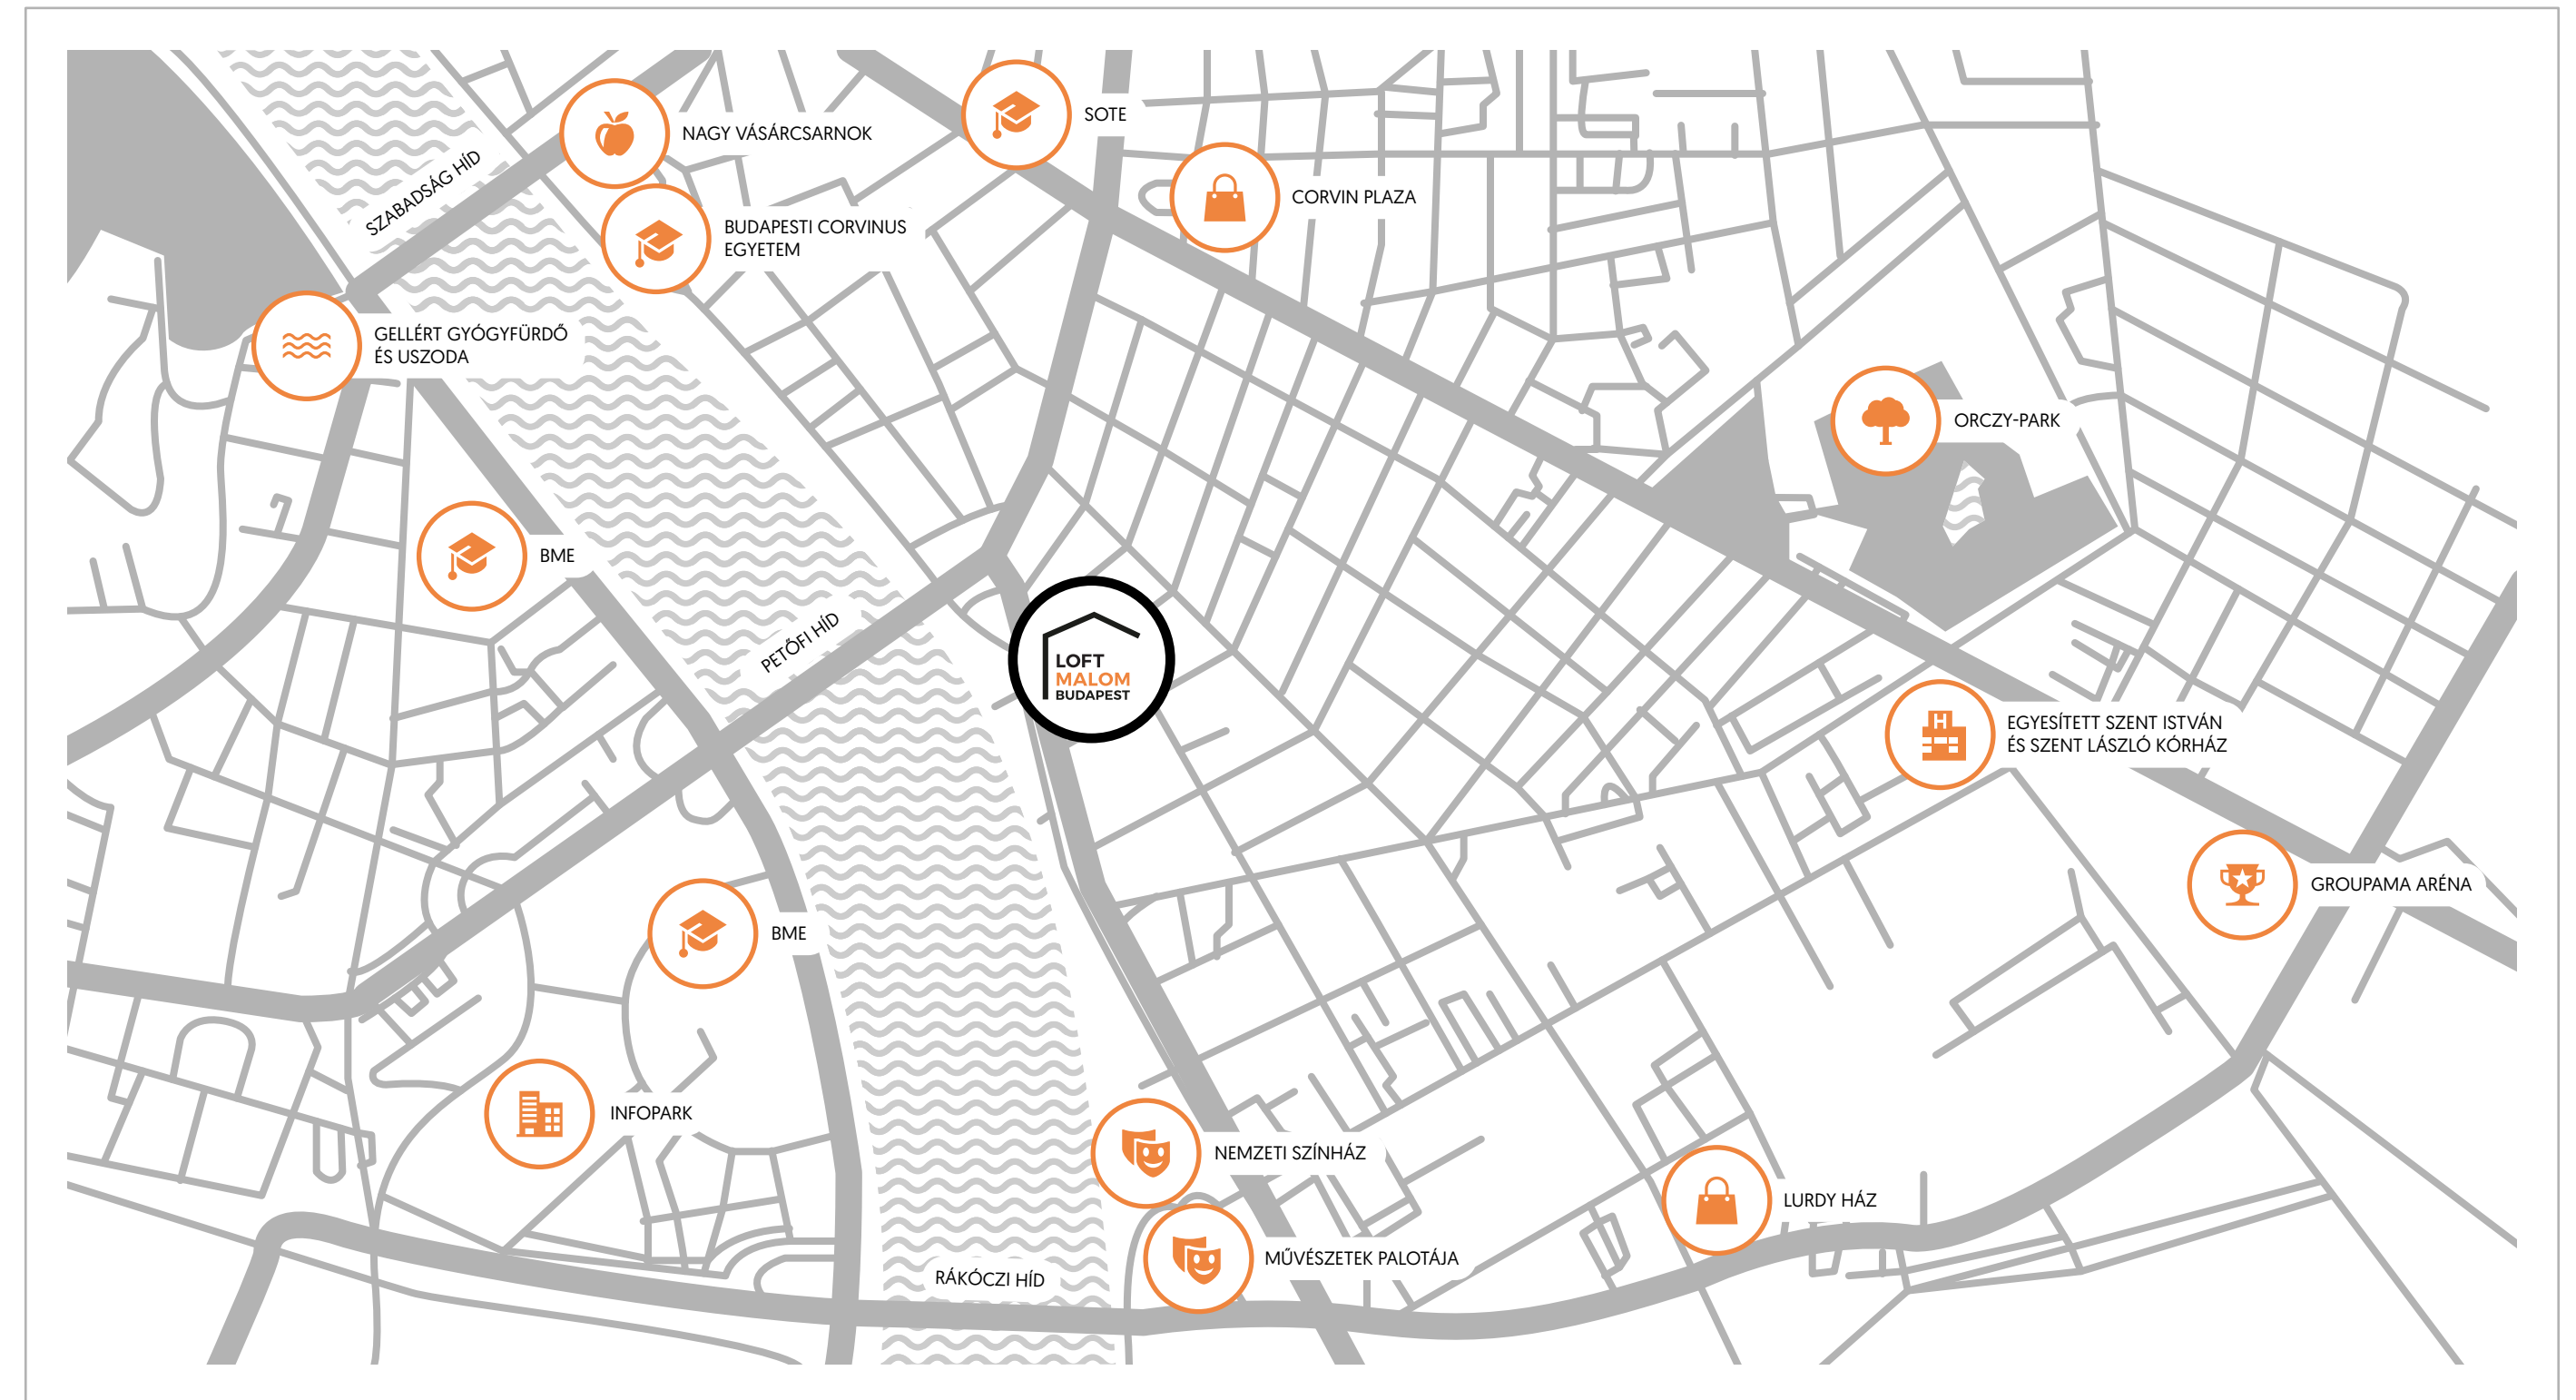 SOTE
NAGY VÁSÁRCSARNOK
SZABADSÁG HÍD
CORVIN PLAZA
BUDAPESTI CORVINUS
EGYETEM
GELLÉRT GYÓGYFÜRDŐ
ÉS USZODA
ORCZY-PARK
BME
PETŐFI HÍD
LOFT
MALOM
BUDAPEST
H
EGYESÍTETT SZENT ISTVÁN
ÉS SZENT LÁSZLÓ KÓRHÁZ
GROUPAMA ARÉNA
BME
INFOPARK
NEMZETI SZÍNHÁZ
LURDY HÁZ
MŰVÉSZETEK PALOTÁJA
RÁKÓCZI HÍD